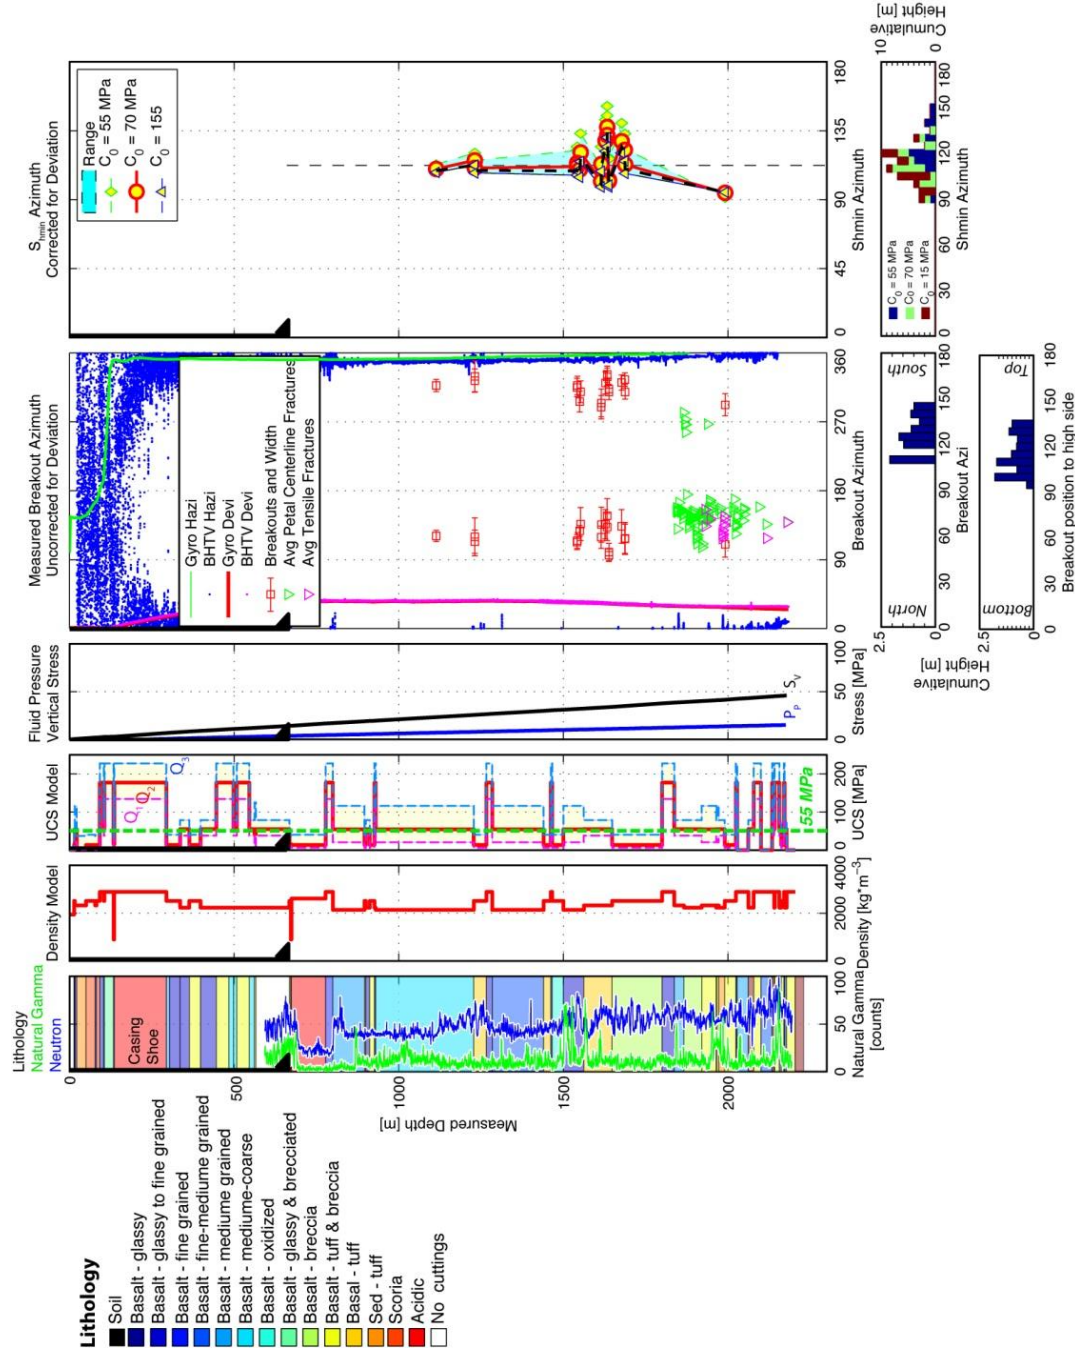 Lithology
Soil
Basalt - glassy
Basalt - glassy to fine grained
Basalt - fine grained
Basalt - fine-mediume grained
Basalt - mediume grained
Basalt - mediume-coarse
Basalt - oxidized
Basalt - glassy & brecciated
Basalt - breccia
Basalt - tuff & breccia
Basal - tuff
Sed - tuff
Scoria
Acidic
No cuttings
Lithology
Natural Gamma
Neutron
Casing
Shoe
0
500
1000
1500
2000
Measured Depth [m]
0
50
100
Natural Gamma
[counts]
Density Model
0
2000
4000
Density [kg*m⁻³]
UCS Model
Q₁
Q₂
Q₃
55 MPa
0
100
200
UCS [MPa]
Fluid Pressure
Vertical Stress
Pₚ
Sᵥ
0
50
100
Stress [MPa]
Measured Breakout Azimuth
Uncorrected for Deviation
Gyro Hazi
BHTV Hazi
Gyro Devi
BHTV Devi
Breakouts and Width
Avg Petal Centerline Fractures
Avg Tensile Fractures
0
90
180
270
360
Breakout Azimuth
S_hmin Azimuth
Corrected for Deviation
Range
C₀ = 55 MPa
C₀ = 70 MPa
C₀ = 155
0
45
90
135
180
Shmin Azimuth
Cumulative
Height [m]
2.5
0
North
South
0
30
60
90
120
150
180
Breakout Azi
Cumulative
Height [m]
2.5
0
Bottom
Top
0
30
60
90
120
150
180
Breakout position to high side
C₀ = 55 MPa
C₀ = 70 MPa
C₀ = 15 MPa
0
30
60
90
120
150
180
Shmin Azimuth
10
0
Cumulative
Height [m]